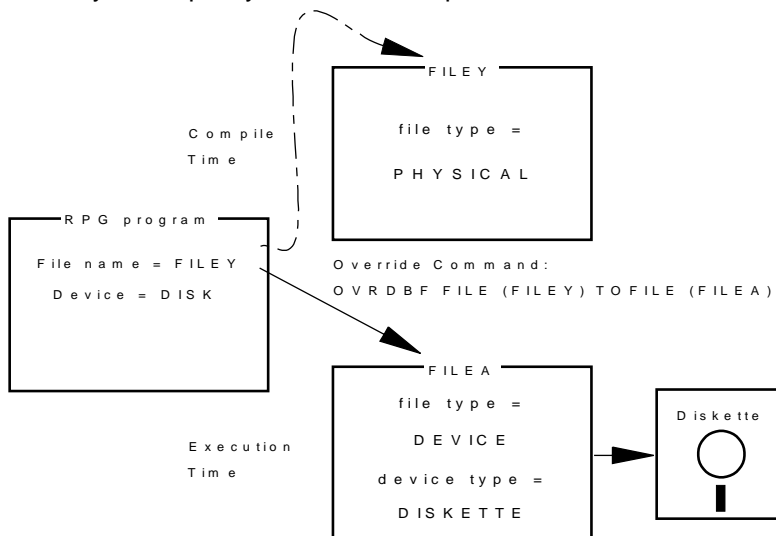 FILEY
file type =
PHYSICAL
Compile
Time
RPG program
File name = FILEY
Device = DISK
Override Command:
OVRDBF FILE (FILEY) TOFILE (FILEA)
FILEA
file type =
DEVICE
device type =
DISKETTE
Execution
Time
Diskette